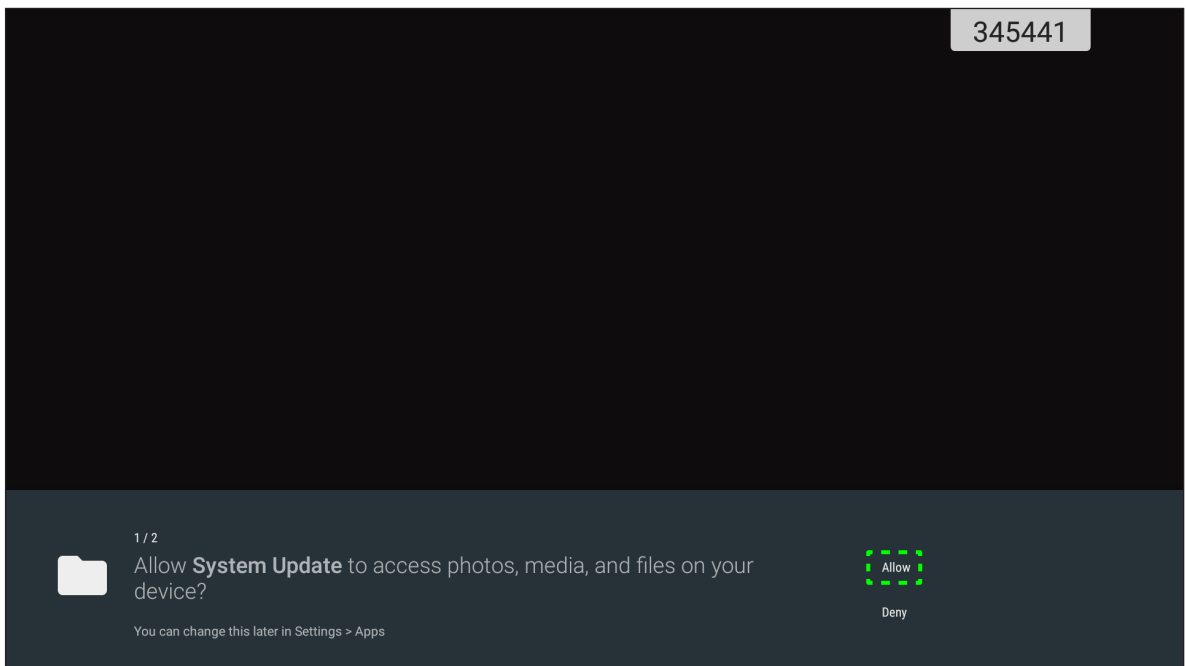 345441
1 / 2
Allow System Update to access photos, media, and files on your
device?
You can change this later in Settings > Apps
Allow
Deny